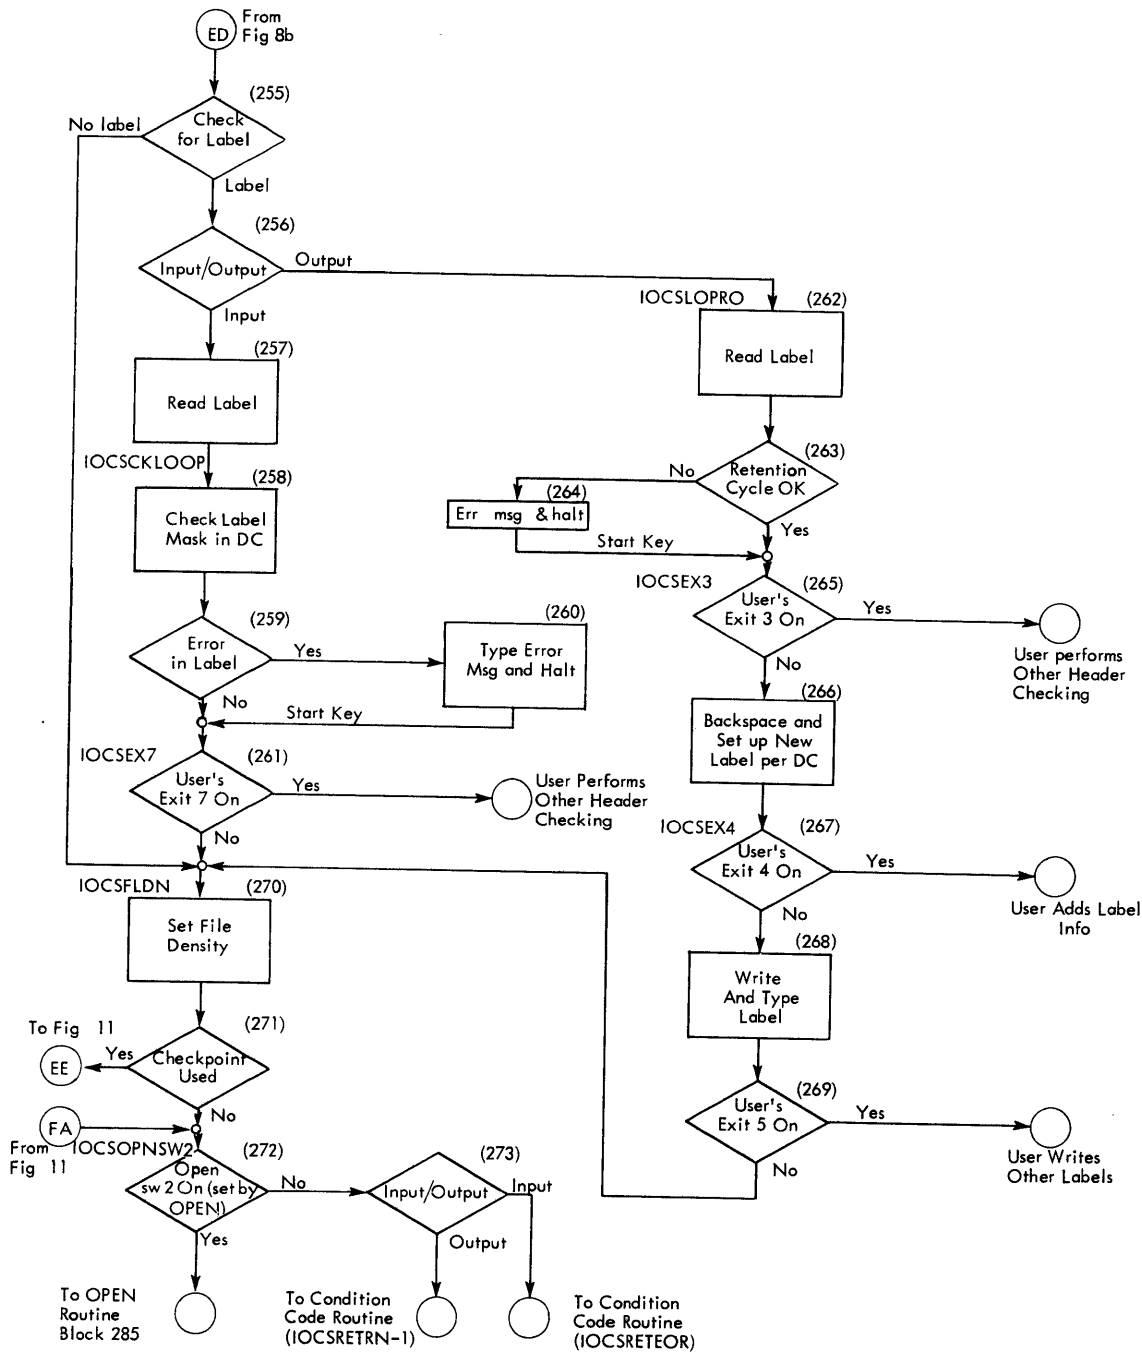 From
ED
Fig 8b
(255)
No label
Check
for Label
Label
(256)
Input/Output
Output
Input
(257)
Read Label
IOCSLOPRO
(262)
Read Label
IOCSCKLOOP
(258)
Check Label
Mask in DC
(263)
No
Retention
Cycle OK
Yes
(264)
Err msg & halt
Start Key
(259)
Error
in Label
Yes
No
(260)
Type Error
Msg and Halt
Start Key
IOCSEX3
(265)
User's
Exit 3 On
Yes
No
User performs
Other Header
Checking
(266)
Backspace and
Set up New
Label per DC
IOCSEX7
(261)
User's
Exit 7 On
Yes
No
User Performs
Other Header
Checking
IOCSEX4
(267)
User's
Exit 4 On
Yes
No
User Adds Label
Info
IOCSFLDN
(270)
Set File
Density
(268)
Write
And Type
Label
To Fig 11
EE
Yes
(271)
Checkpoint
Used
No
(269)
User's
Exit 5 On
Yes
No
User Writes
Other Labels
FA
From
Fig 11
IOCSOPNSW2
(272)
Open
sw 2 On (set by
OPEN)
No
Yes
(273)
Input/Output
Input
Output
To OPEN
Routine
Block 285
To Condition
Code Routine
(IOCSRETRN-1)
To Condition
Code Routine
(IOCSRETEOR)